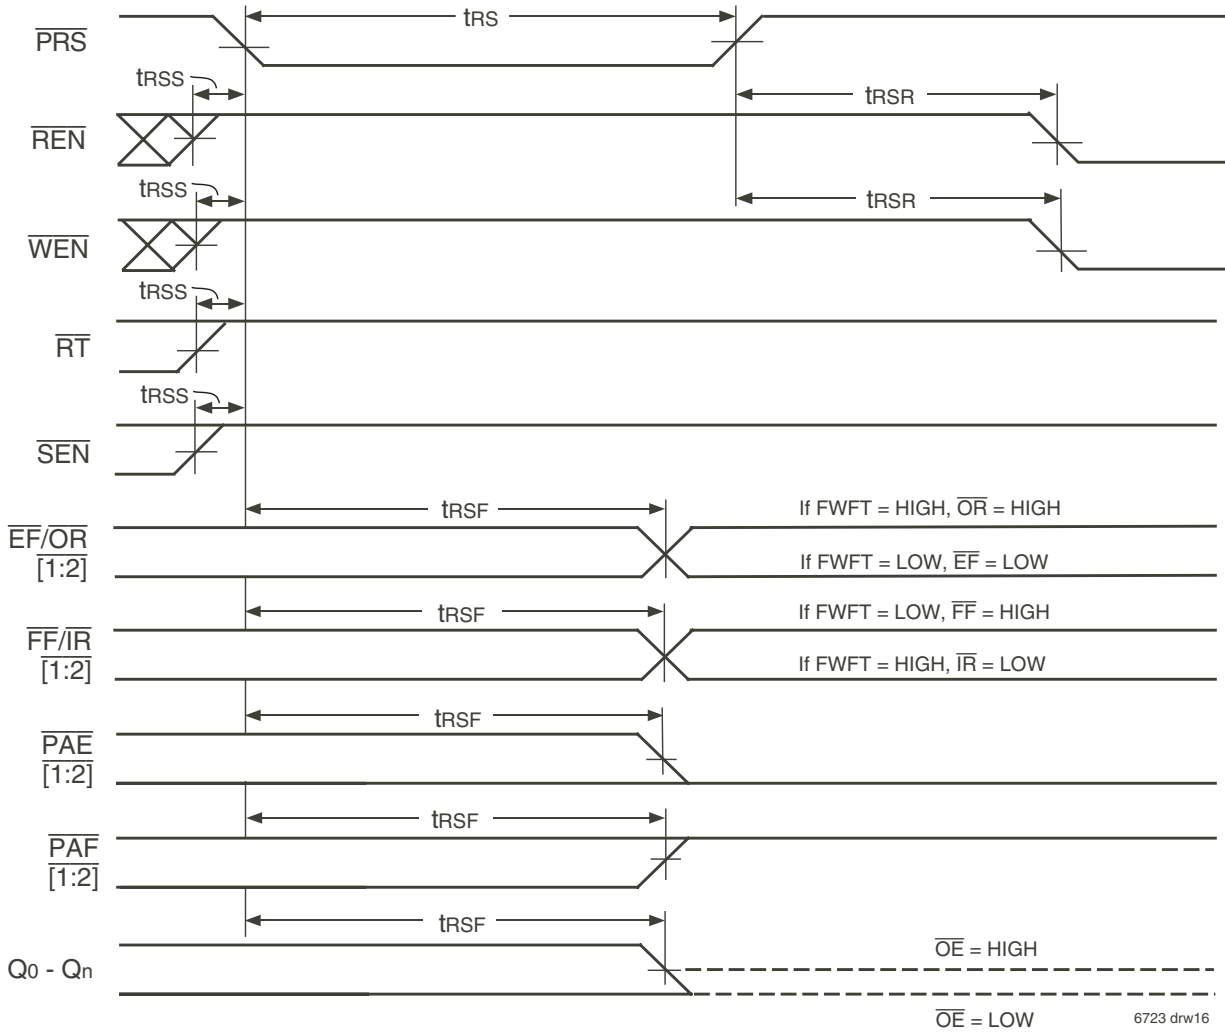 tRS
PRS
tRSS
tRSR
REN
tRSS
tRSR
WEN
tRSS
RT
tRSS
SEN
tRSF
If FWFT = HIGH, OR = HIGH
EF/OR
[1:2]
If FWFT = LOW, EF = LOW
tRSF
If FWFT = LOW, FF = HIGH
FF/IR
[1:2]
If FWFT = HIGH, IR = LOW
tRSF
PAE
[1:2]
tRSF
PAF
[1:2]
tRSF
OE = HIGH
Q0 - Qn
OE = LOW
6723 drw16